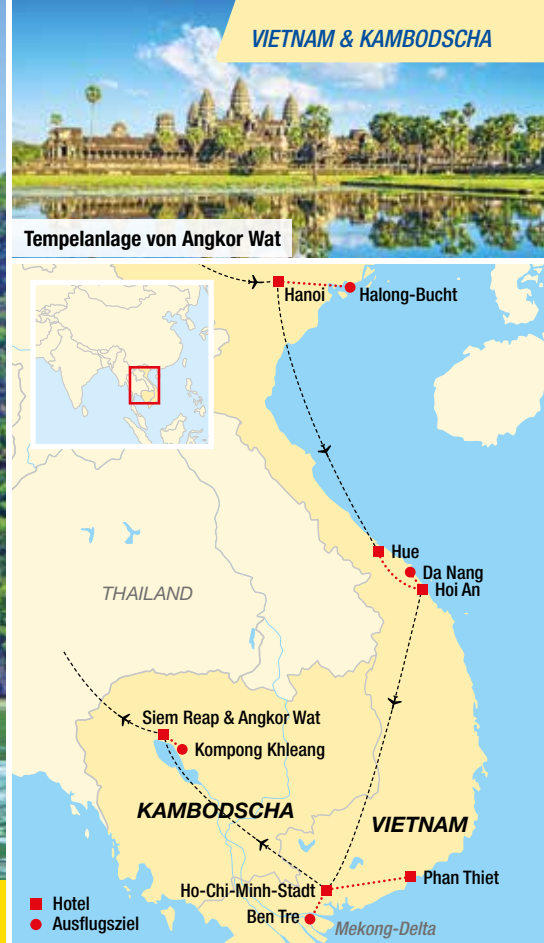 VIETNAM & KAMBODSCHA
Tempelanlage von Angkor Wat
Hanoi
Halong-Bucht
Hue
Da Nang
Hoi An
THAILAND
Siem Reap & Angkor Wat
Kompong Khleang
KAMBODSCHA
VIETNAM
Phan Thiet
Ho-Chi-Minh-Stadt
Hotel
Ben Tre
Ausflugsziel
Mekong-Delta